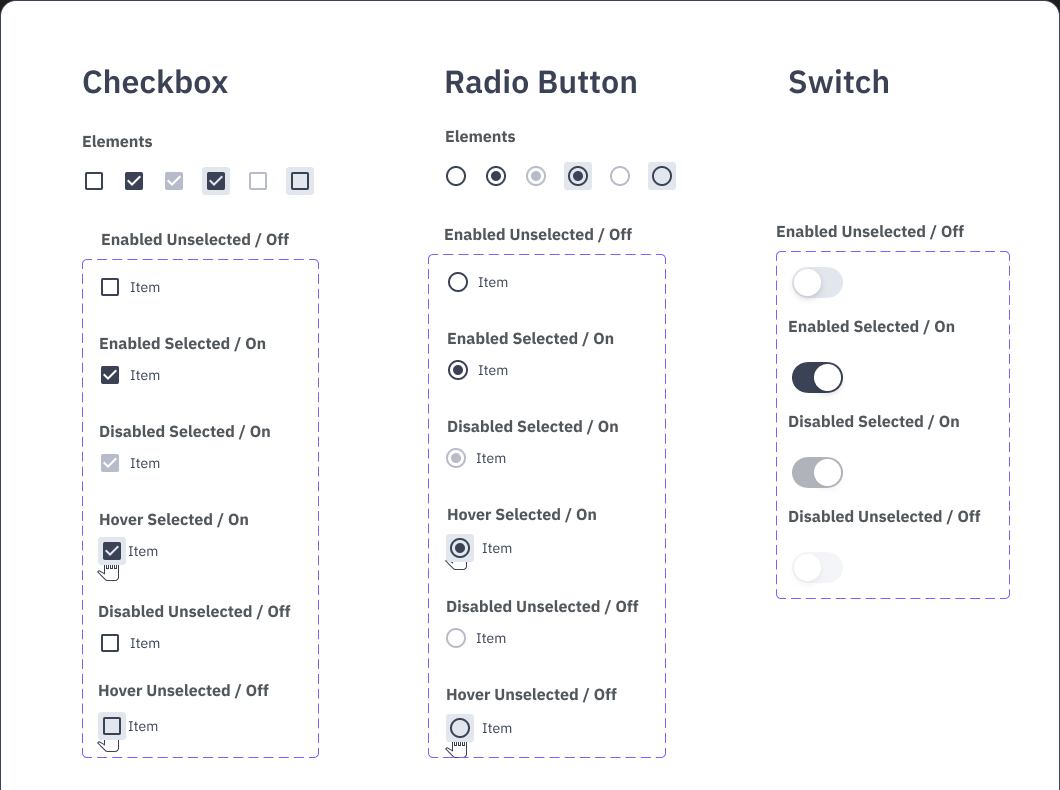 Checkbox
Elements
Enabled Unselected / Off
Item
Enabled Selected / On
Item
Disabled Selected / On
Item
Hover Selected / On
Item
Disabled Unselected / Off
Item
Hover Unselected / Off
Item
Radio Button
Elements
Enabled Unselected / Off
Item
Enabled Selected / On
Item
Disabled Selected / On
Item
Hover Selected / On
Item
Disabled Unselected / Off
Item
Hover Unselected / Off
Item
Switch
Enabled Unselected / Off
Enabled Selected / On
Disabled Selected / On
Disabled Unselected / Off